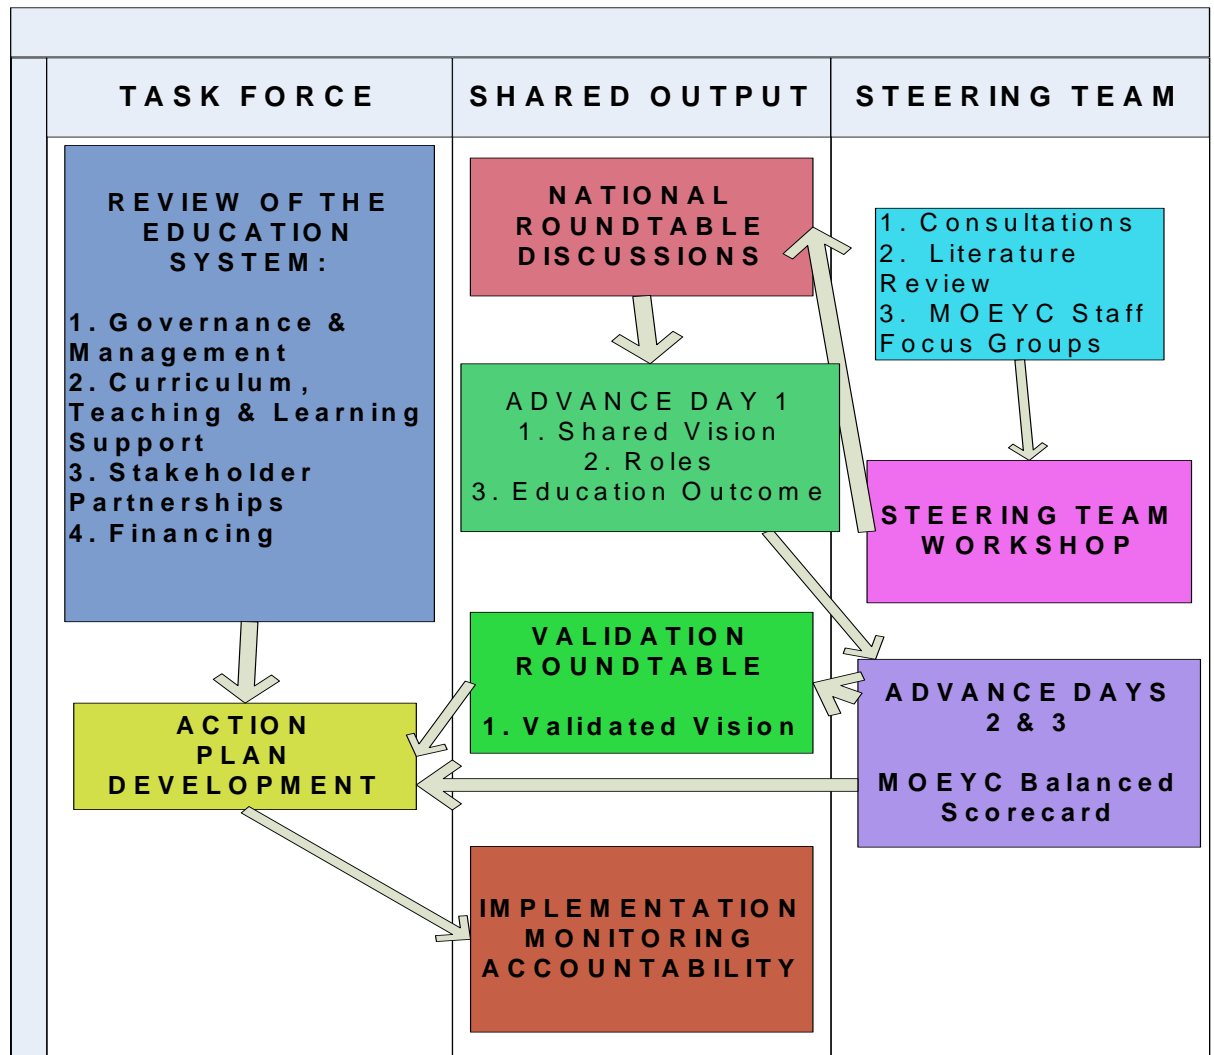 TASK FORCE
SHARED OUTPUT
STEERING TEAM
REVIEW OF THE
EDUCATION
SYSTEM:
1. Governance &
Management
2. Curriculum,
Teaching & Learning
Support
3. Stakeholder
Partnerships
4. Financing
NATIONAL
ROUNDTABLE
DISCUSSIONS
1. Consultations
2. Literature
Review
3. MOEYC Staff
Focus Groups
ADVANCE DAY 1
1. Shared Vision
2. Roles
3. Education Outcome
STEERING TEAM
WORKSHOP
VALIDATION
ROUNDTABLE
1. Validated Vision
ADVANCE DAYS
2 & 3
MOEYC Balanced
Scorecard
ACTION
PLAN
DEVELOPMENT
IMPLEMENTATION
MONITORING
ACCOUNTABILITY